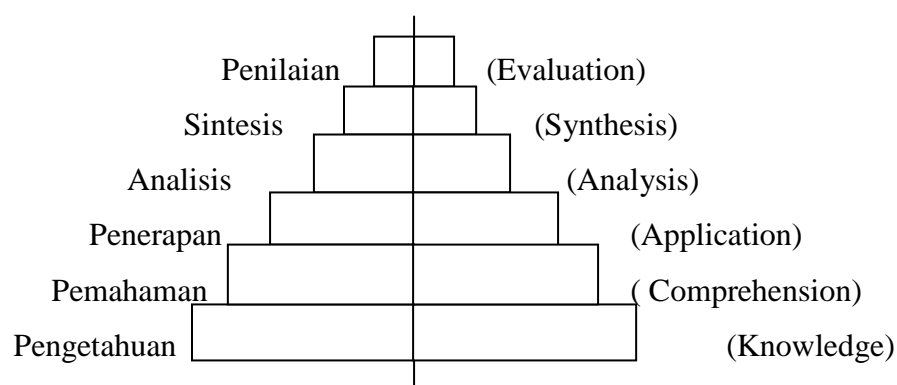 Penilaian (Evaluation)
Sintesis (Synthesis)
Analisis (Analysis)
Penerapan (Application)
Pemahaman ( Comprehension)
Pengetahuan (Knowledge)